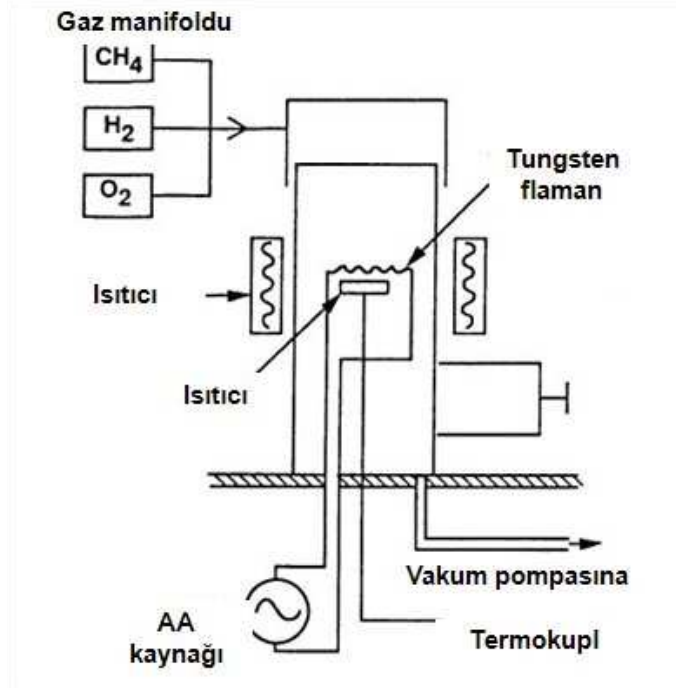 Gaz manifoldu
CH4
H2
O2
Tungsten
flaman
Isıtıcı
Isıtıcı
Vakum pompasına
AA
kaynağı
Termokupl